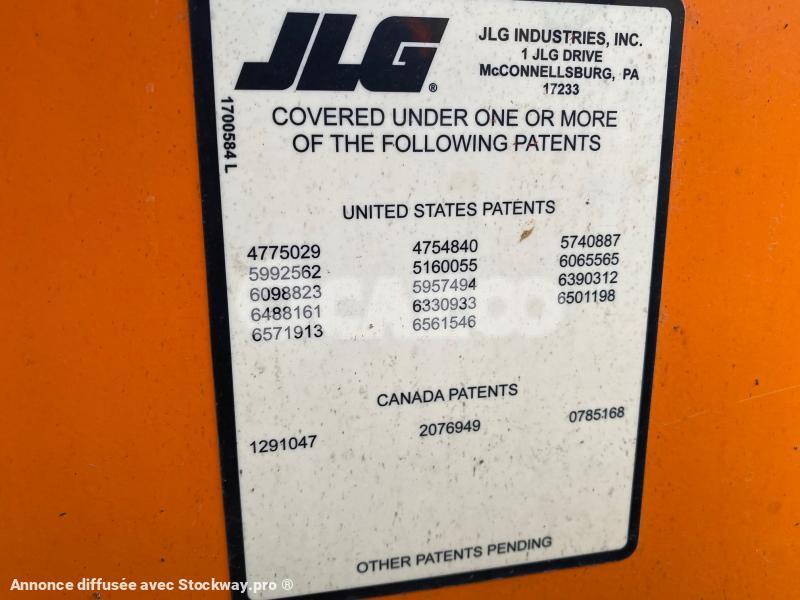 JLG®
JLG INDUSTRIES, INC.
1 JLG DRIVE
McCONNELLSBURG, PA
17233
1700584 L
COVERED UNDER ONE OR MORE
OF THE FOLLOWING PATENTS
UNITED STATES PATENTS
4775029 4754840 5740887
5992562 5160055 6065565
6098823 5957494 6390312
6488161 6330933 6501198
6571913 6561546
CANADA PATENTS
1291047 2076949 0785168
OTHER PATENTS PENDING
Annonce diffusée avec Stockway.pro ®